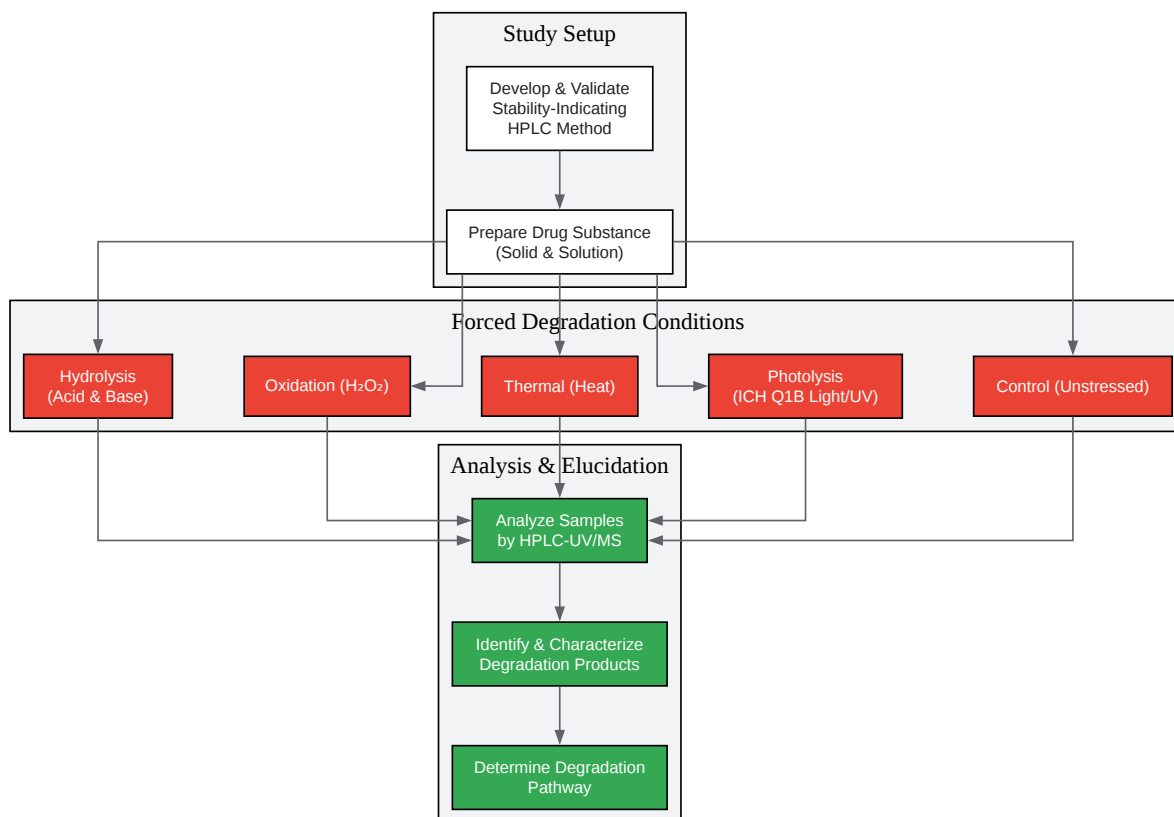 Study Setup
Develop & Validate
Stability-Indicating
HPLC Method
Prepare Drug Substance
(Solid & Solution)
Forced Degradation Conditions
Hydrolysis
(Acid & Base)
Oxidation (H₂O₂)
Thermal (Heat)
Photolysis
(ICH Q1B Light/UV)
Control (Unstressed)
Analysis & Elucidation
Analyze Samples
by HPLC-UV/MS
Identify & Characterize
Degradation Products
Determine Degradation
Pathway